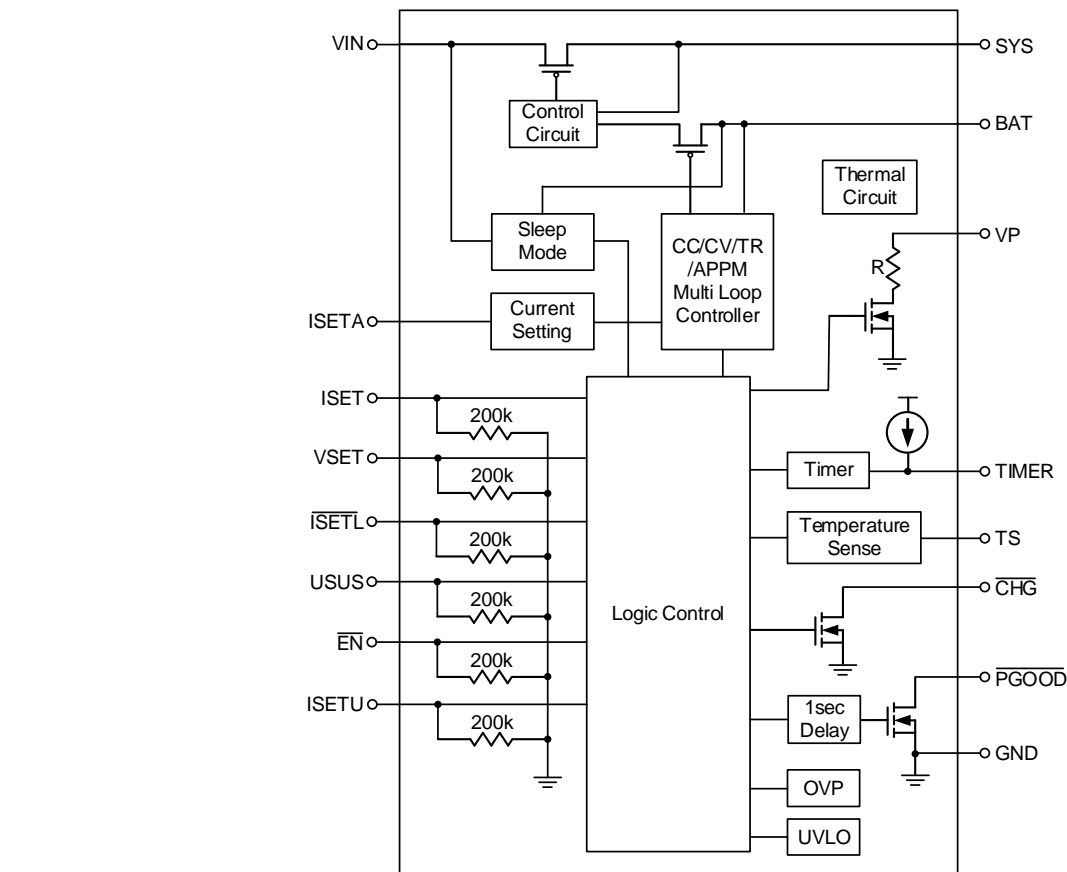 VIN
SYS
Control
Circuit
BAT
Thermal
Circuit
Sleep
Mode
CC/CV/TR
/APPM
Multi Loop
Controller
VP
R
ISETA
Current
Setting
ISET
200k
VSET
200k
ISETL
200k
USUS
200k
EN
200k
ISETU
200k
Logic Control
Timer
TIMER
Temperature
Sense
TS
CHG
PGOOD
1sec
Delay
GND
OVP
UVLO